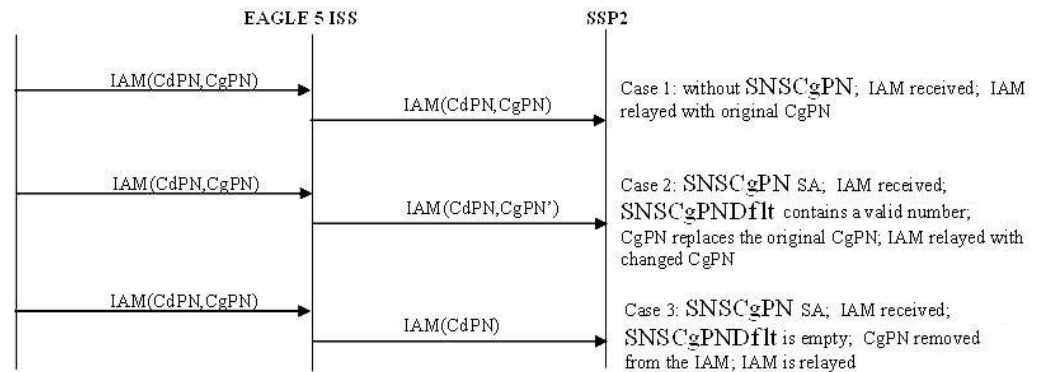 EAGLE 5 ISS
SSP2
IAM(CdPN,CgPN)
IAM(CdPN,CgPN)
Case 1: without SNSCgPN; IAM received; IAM
relayed with original CgPN
IAM(CdPN,CgPN)
IAM(CdPN,CgPN’)
Case 2: SNSCgPN SA; IAM received;
SNSCgPNDflt contains a valid number;
CgPN replaces the original CgPN; IAM relayed with
changed CgPN
IAM(CdPN,CgPN)
IAM(CdPN)
Case 3: SNSCgPN SA; IAM received;
SNSCgPNDflt is empty; CgPN removed
from the IAM; IAM is relayed